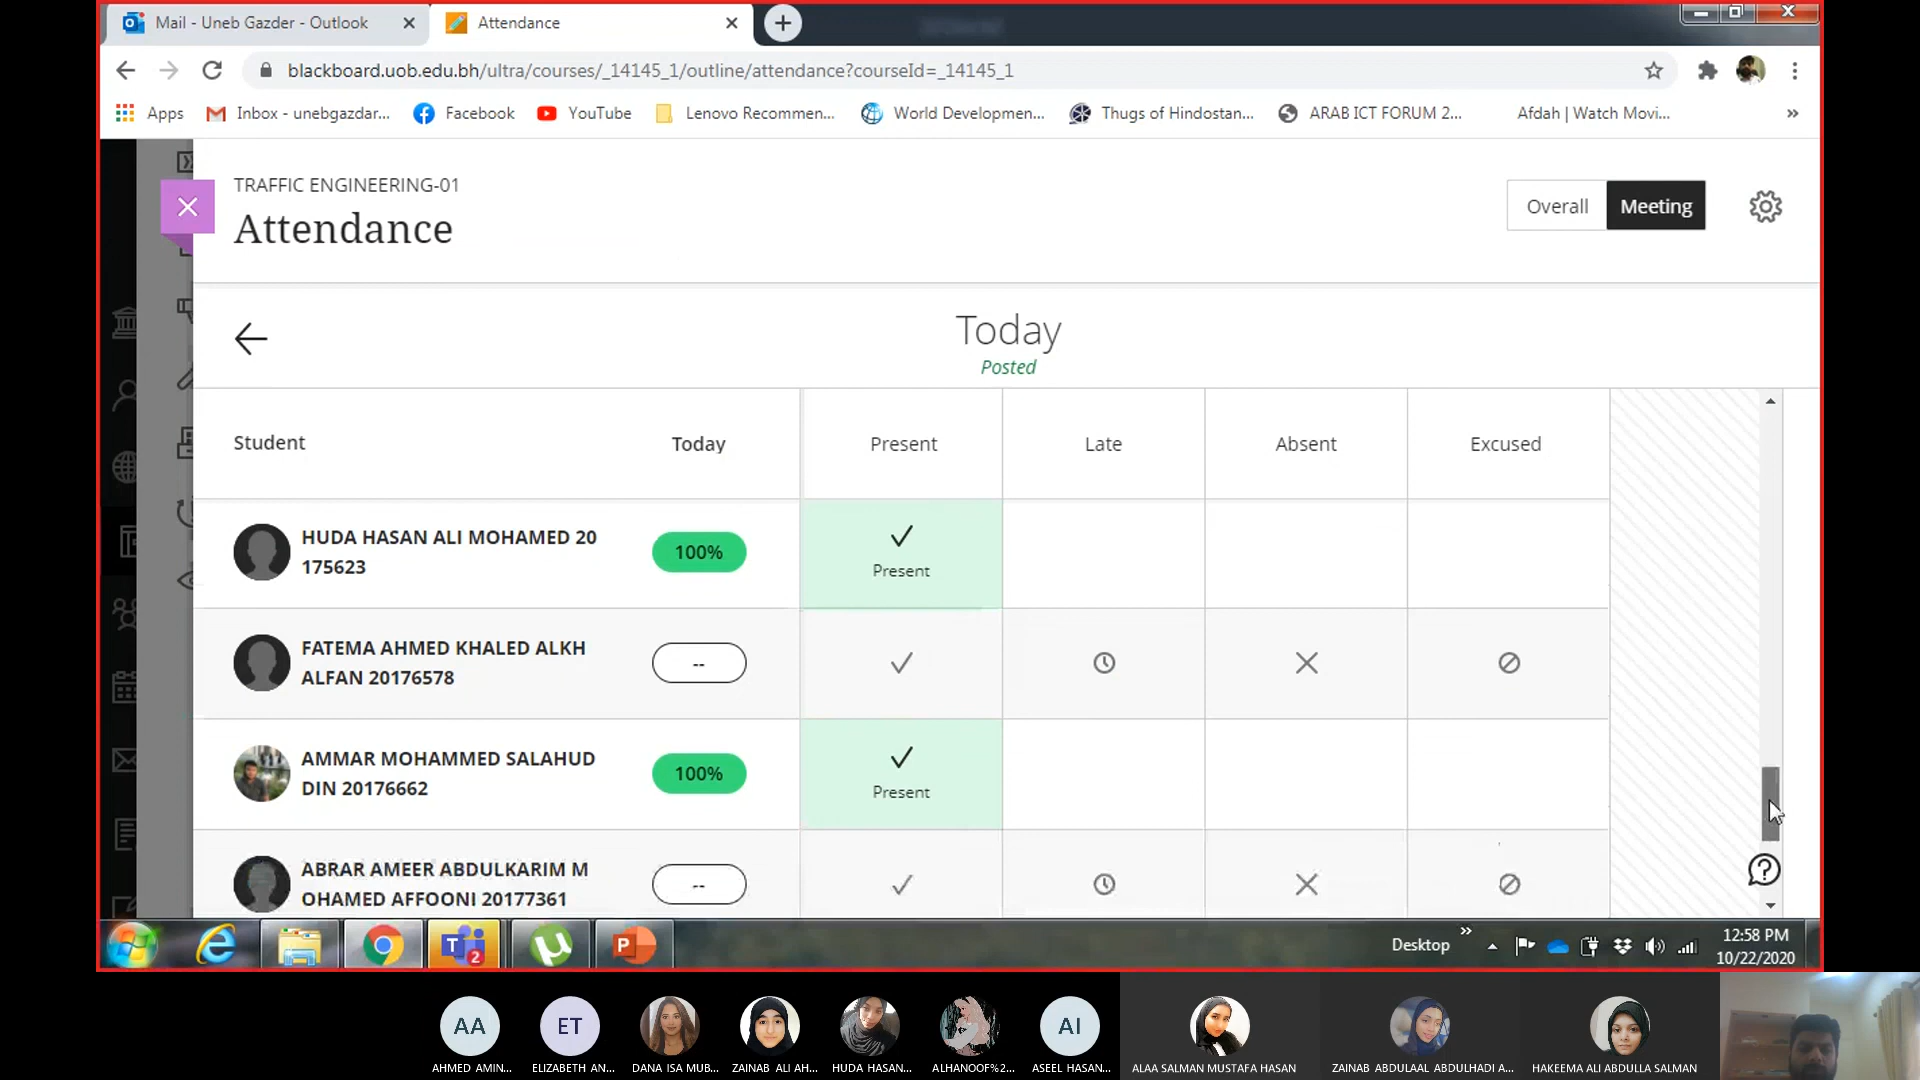 Mail - Uneb Gazder - Outlook
Attendance
blackboard.uob.edu.bh/ultra/courses/_14145_1/outline/attendance?courseId=_14145_1
Apps
Inbox - unebgazdar...
Facebook
YouTube
Lenovo Recommen...
World Developmen...
Thugs of Hindostan...
ARAB ICT FORUM 2...
Afdah | Watch Movi...
»
TRAFFIC ENGINEERING-01
Attendance
Overall
Meeting
Today
Posted
Student
Today
Present
Late
Absent
Excused
HUDA HASAN ALI MOHAMED 20
175623
100%
Present
FATEMA AHMED KHALED ALKH
ALFAN 20176578
--
AMMAR MOHAMMED SALAHUD
DIN 20176662
100%
Present
ABRAR AMEER ABDULKARIM M
OHAMED AFFOONI 20177361
--
2
Desktop
»
12:58 PM
10/22/2020
AA
ET
AI
AHMED AMIN...
ELIZABETH AN...
DANA ISA MUB...
ZAINAB ALI AH...
HUDA HASAN...
ALHANOOF%2...
ASEEL HASAN...
ALAA SALMAN MUSTAFA HASAN
ZAINAB ABDULAAL ABDULHADI A...
HAKEEMA ALI ABDULLA SALMAN